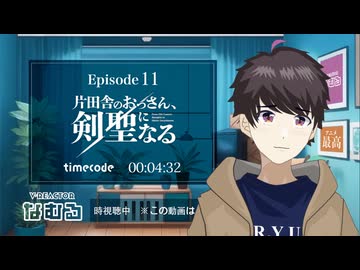 Episode 11
片田舎のおっさん、
剣聖になる
timecode 00:04:32
アニメ
最高
V-REACTOR
なむる
時視聴中 ※この動画は
R.Y.U